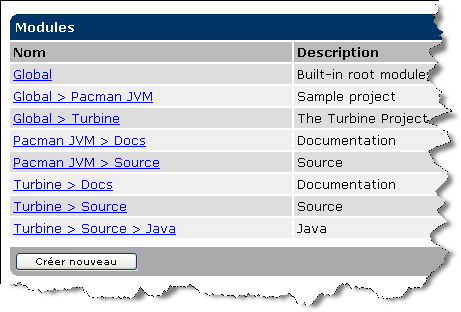 Modules
Nom Description
Global Built-in root module
Global > Pacman JVM Sample project
Global > Turbine The Turbine Project
Pacman JVM > Docs Documentation
Pacman JVM > Source Source
Turbine > Docs Documentation
Turbine > Source Source
Turbine > Source > Java Java
Créer nouveau